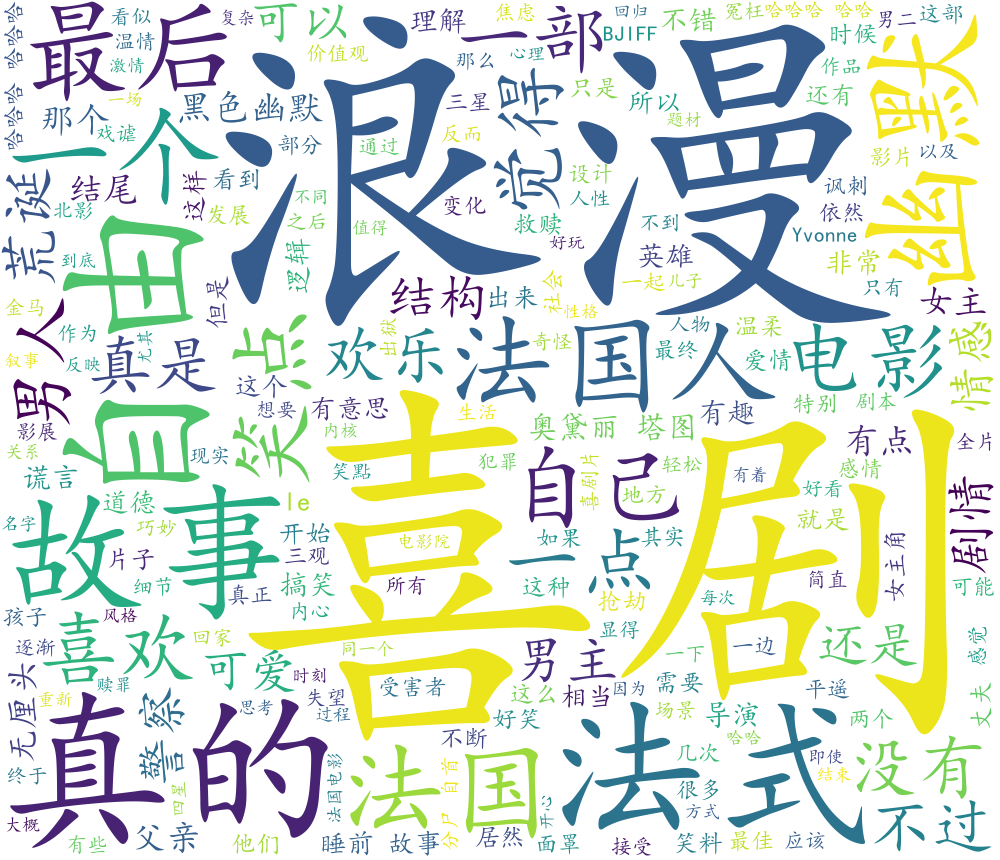 浪漫
喜剧
最后
一部
可以
理解
焦虑
回归
哈哈哈
哈哈
冤枉
男二
这部
看似
复杂
温情
激情
价值观
那么
心理
BJIFF
不错
时候
作品
还有
幽默
哈哈哈
哈哈哈
一场
那个
戏谑
黑色幽默
三星
觉得
只是
所以
题材
影片
以及
一个
部分
通过
反而
设计
人性
讽刺
依然
荒诞
结尾
这样
看到
北影
发展
不同
之后
值得
变化
救赎
好玩
不到
Yvonne
自由
到底
逻辑
英雄
非常
金马
但是
结构
出来
社会
性格
一起
儿子
只有
女主
男人
作为
反映
尤其
叙事
真是
笑点
欢乐
出狱
法国人
奇怪
最终
人物
温柔
爱情
电影
情感
这个
想要
有意思
生活
有趣
特别
剧本
影展
关系
现实
内核
奥黛丽
塔图
有点
全片
谎言
笑點
犯罪
自己
喜剧片
地方
轻松
有着
感情
好看
剧情
故事
道德
le
名字
巧妙
开始
电影院
如果
其实
就是
片子
三观
一点
女主角
细节
真正
搞笑
所有
这种
抢劫
每次
简直
可能
孩子
风格
内心
显得
喜欢
回家
同一个
一边
还是
感觉
逐渐
可爱
时刻
男主
一下
无厘头
重新
赎罪
受害者
失望
这么
相当
因为
需要
平遥
丈夫
真的
警察
思考
过程
好笑
场景
导演
两个
终于
四星
法国电影
法国
自首
不断
法式
几次
哈哈
即使
没有
很多
结束
大概
有些
父亲
他们
睡前
故事
分尸
居然
开心
面罩
方式
接受
笑料
最佳
应该
不过